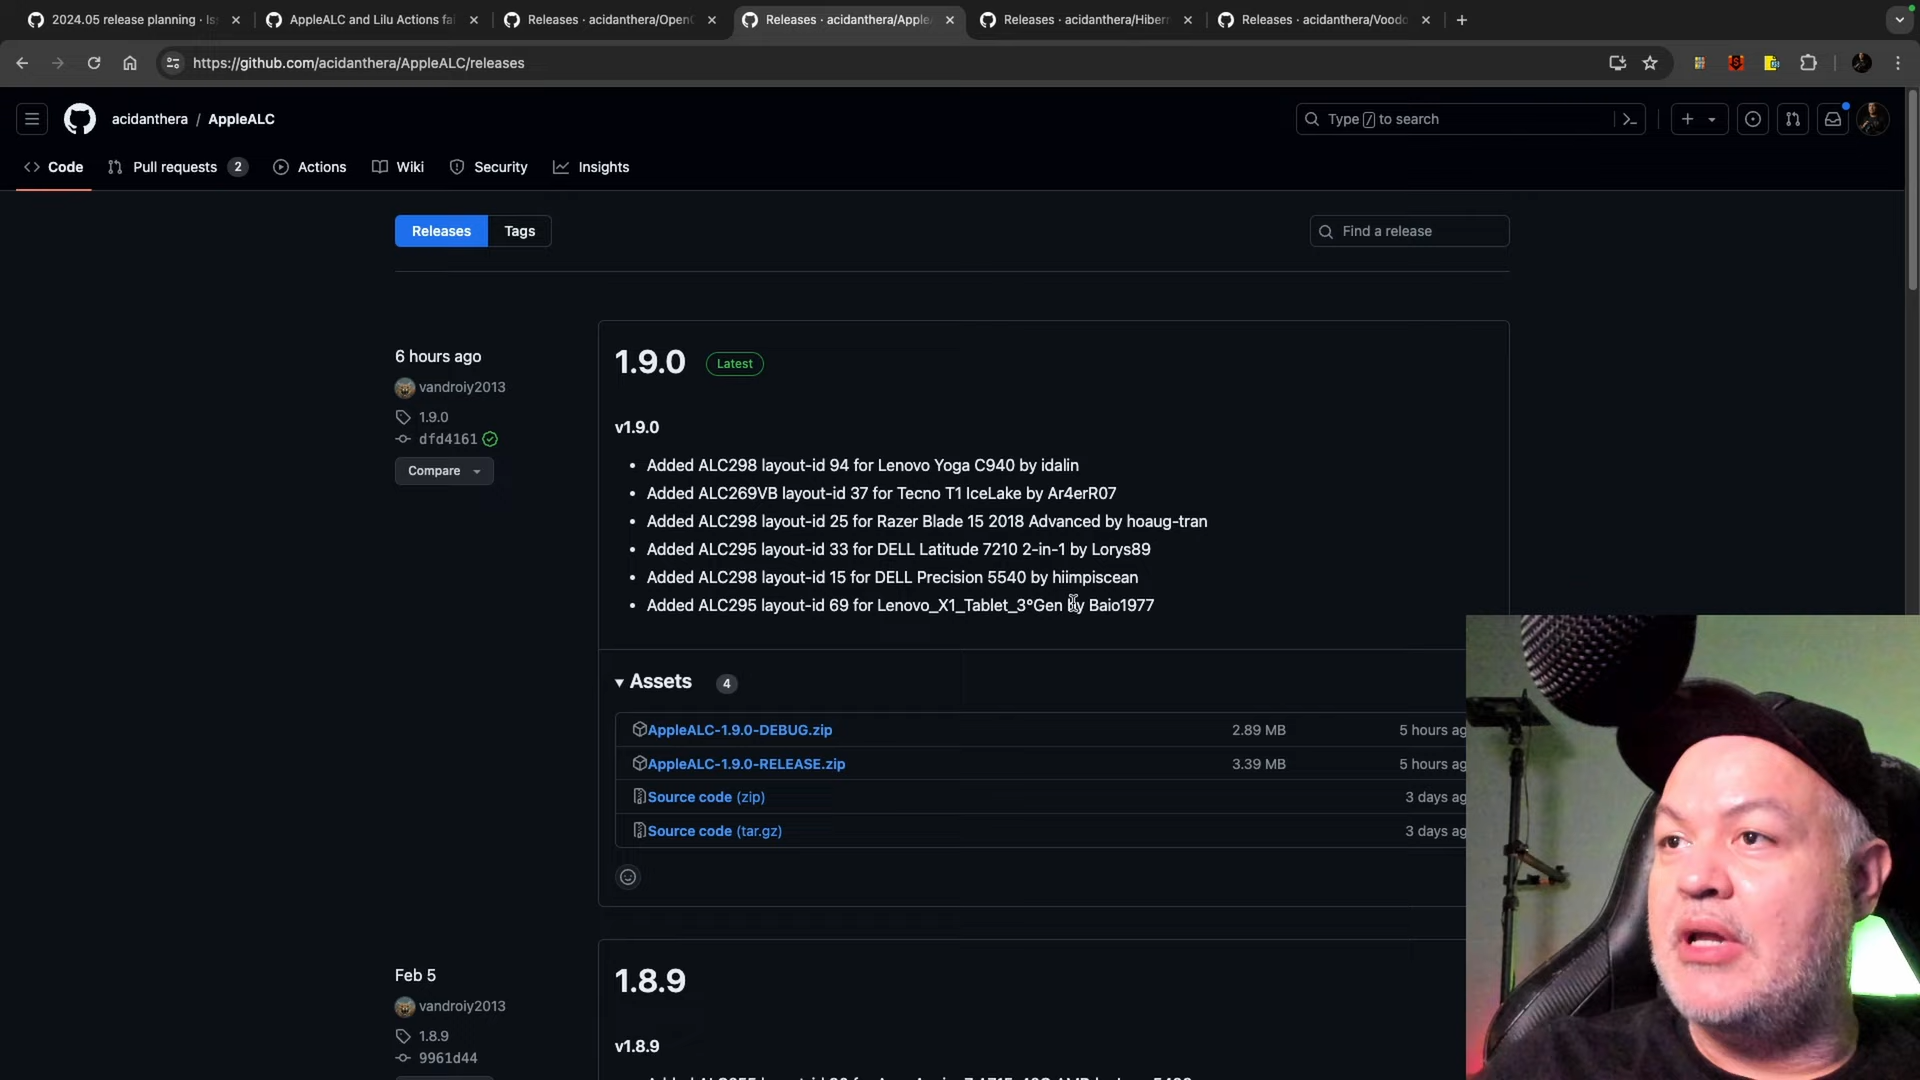 2024.05 release planning · Is
AppleALC and Lilu Actions fai
Releases · acidanthera/Open
Releases · acidanthera/Apple
Releases · acidanthera/Hiber
Releases · acidanthera/Voodo
https://github.com/acidanthera/AppleALC/releases
acidanthera / AppleALC
Type / to search
Code
Pull requests 2
Actions
Wiki
Security
Insights
Releases
Tags
Find a release
6 hours ago
vandroiy2013
1.9.0
dfd4161
Compare
1.9.0 Latest
v1.9.0
• Added ALC298 layout-id 94 for Lenovo Yoga C940 by idalin
• Added ALC269VB layout-id 37 for Tecno T1 IceLake by Ar4erR07
• Added ALC298 layout-id 25 for Razer Blade 15 2018 Advanced by hoaug-tran
• Added ALC295 layout-id 33 for DELL Latitude 7210 2-in-1 by Lorys89
• Added ALC298 layout-id 15 for DELL Precision 5540 by hiimpiscean
• Added ALC295 layout-id 69 for Lenovo_X1_Tablet_3°Gen by Baio1977
Assets 4
AppleALC-1.9.0-DEBUG.zip 2.89 MB 5 hours ag
AppleALC-1.9.0-RELEASE.zip 3.39 MB 5 hours ag
Source code (zip) 3 days ag
Source code (tar.gz) 3 days ag
Feb 5
vandroiy2013
1.8.9
9961d44
1.8.9
v1.8.9